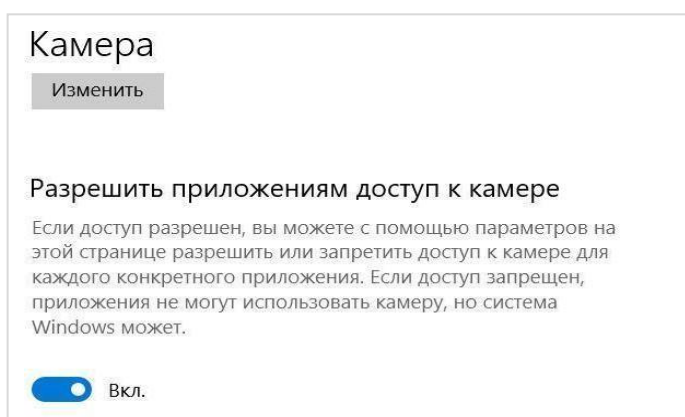 Камера
Изменить
Разрешить приложениям доступ к камере
Если доступ разрешен, вы можете с помощью параметров на
этой странице разрешить или запретить доступ к камере для
каждого конкретного приложения. Если доступ запрещен,
приложения не могут использовать камеру, но система
Windows может.
Вкл.